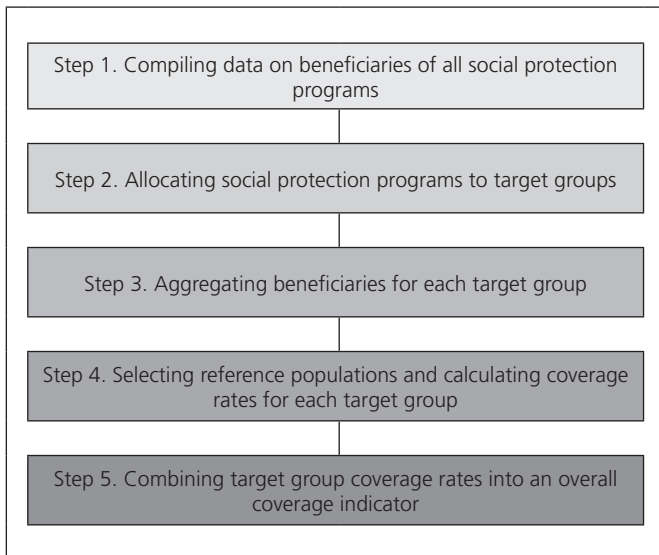 Step 1. Compiling data on beneficiaries of all social protection
programs
Step 2. Allocating social protection programs to target groups
Step 3. Aggregating beneficiaries for each target group
Step 4. Selecting reference populations and calculating coverage
rates for each target group
Step 5. Combining target group coverage rates into an overall
coverage indicator